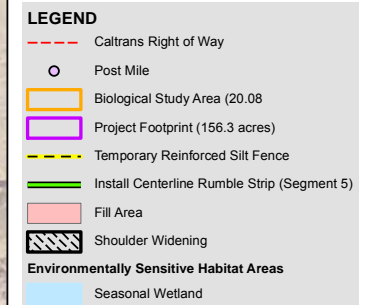 LEGEND
Caltrans Right of Way
Post Mile
Biological Study Area (20.08
Project Footprint (156.3 acres)
Temporary Reinforced Silt Fence
Install Centerline Rumble Strip (Segment 5)
Fill Area
Shoulder Widening
Environmentally Sensitive Habitat Areas
Seasonal Wetland